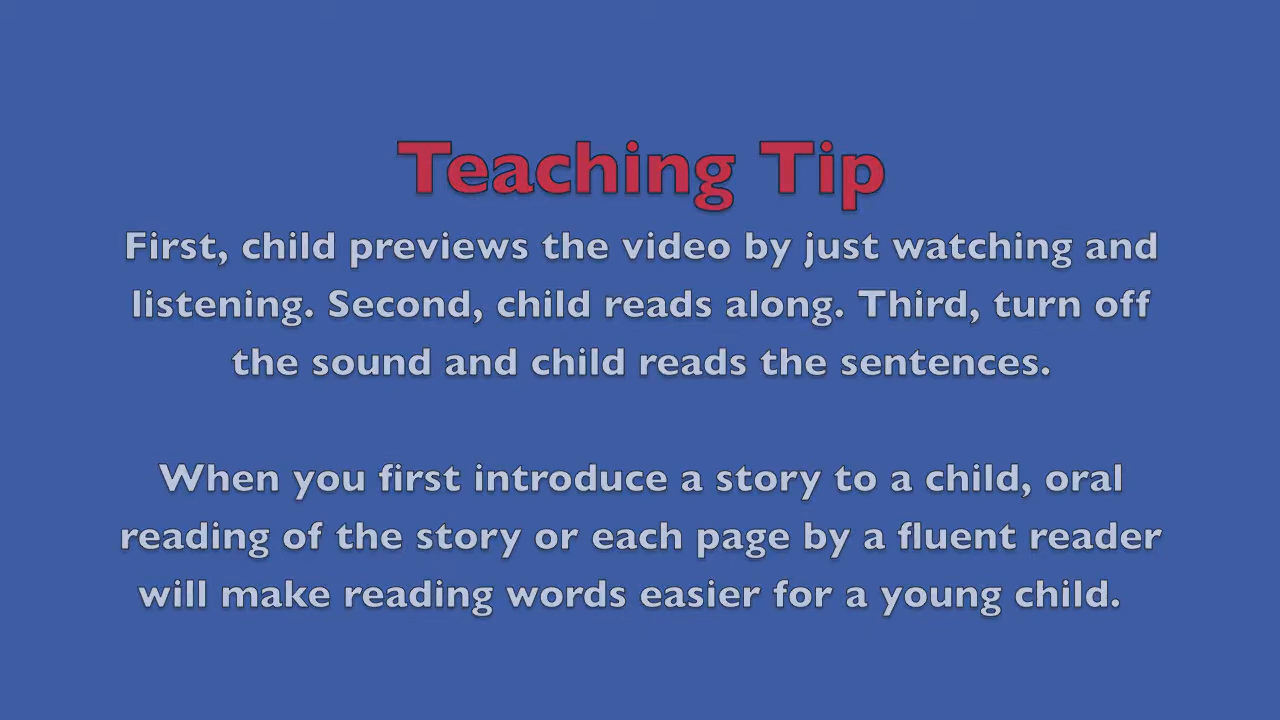 Teaching Tip
First, child previews the video by just watching and
listening. Second, child reads along. Third, turn off
the sound and child reads the sentences.
When you first introduce a story to a child, oral
reading of the story or each page by a fluent reader
will make reading words easier for a young child.